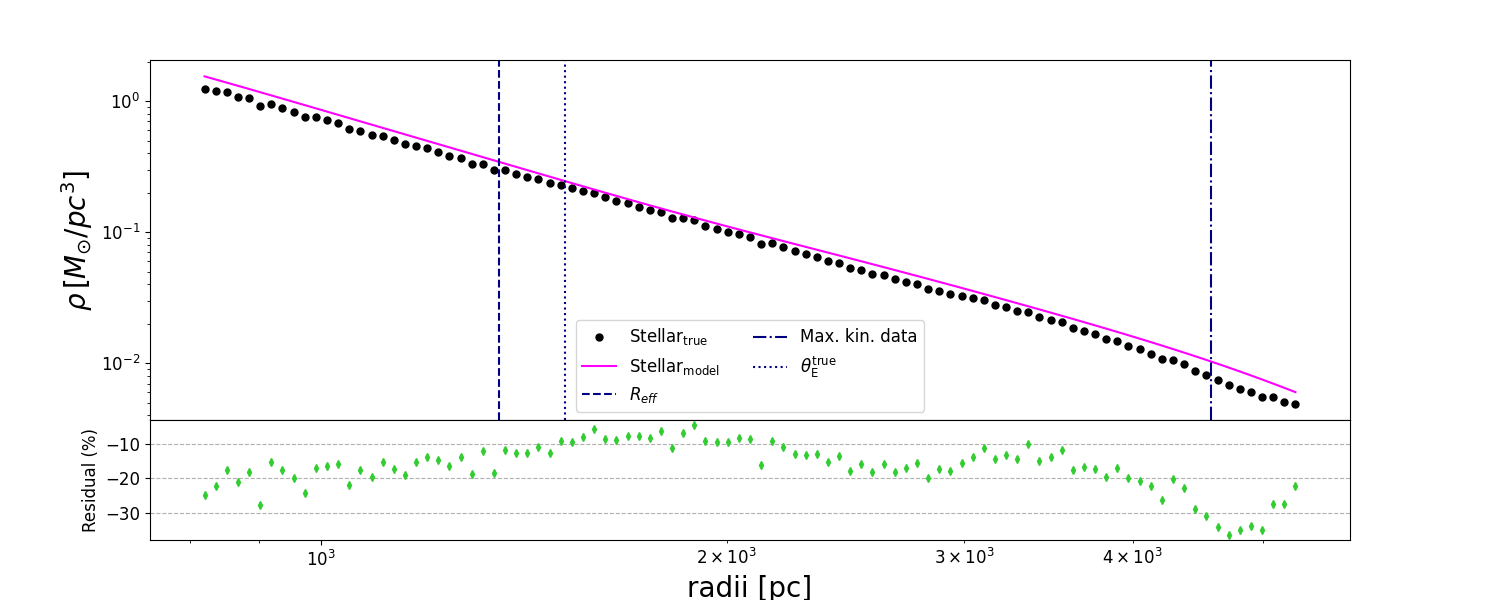 10⁰
10⁻¹
10⁻²
ρ [M⊙/pc³]
Stellar_true
Stellar_model
R_eff
Max. kin. data
θ_E^true
−10
−20
−30
Residual (%)
10³
2 × 10³
3 × 10³
4 × 10³
radii [pc]